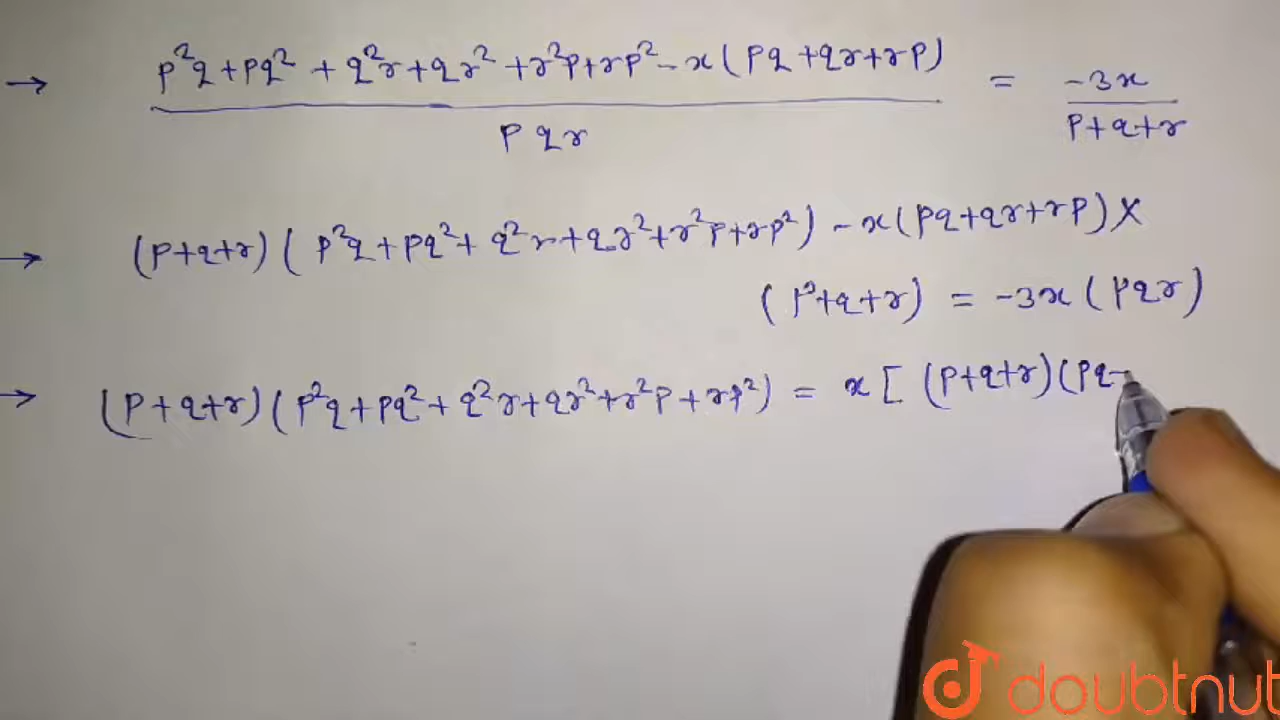 → p²q+pq² + q²r+qr² +r²p+rp² - x(pq +qr+rp) = -3x
pqr p+q+r
→ (p+q+r) ( p²q+pq²+ q²r+qr²+r²p+rp²) - x(pq+qr+rp) X
(p+q+r) = -3x (pqr)
→ (p+q+r)(p²q+pq²+q²r+qr²+r²p+rp²) = x[ (p+q+r)(pq+
doubtnut